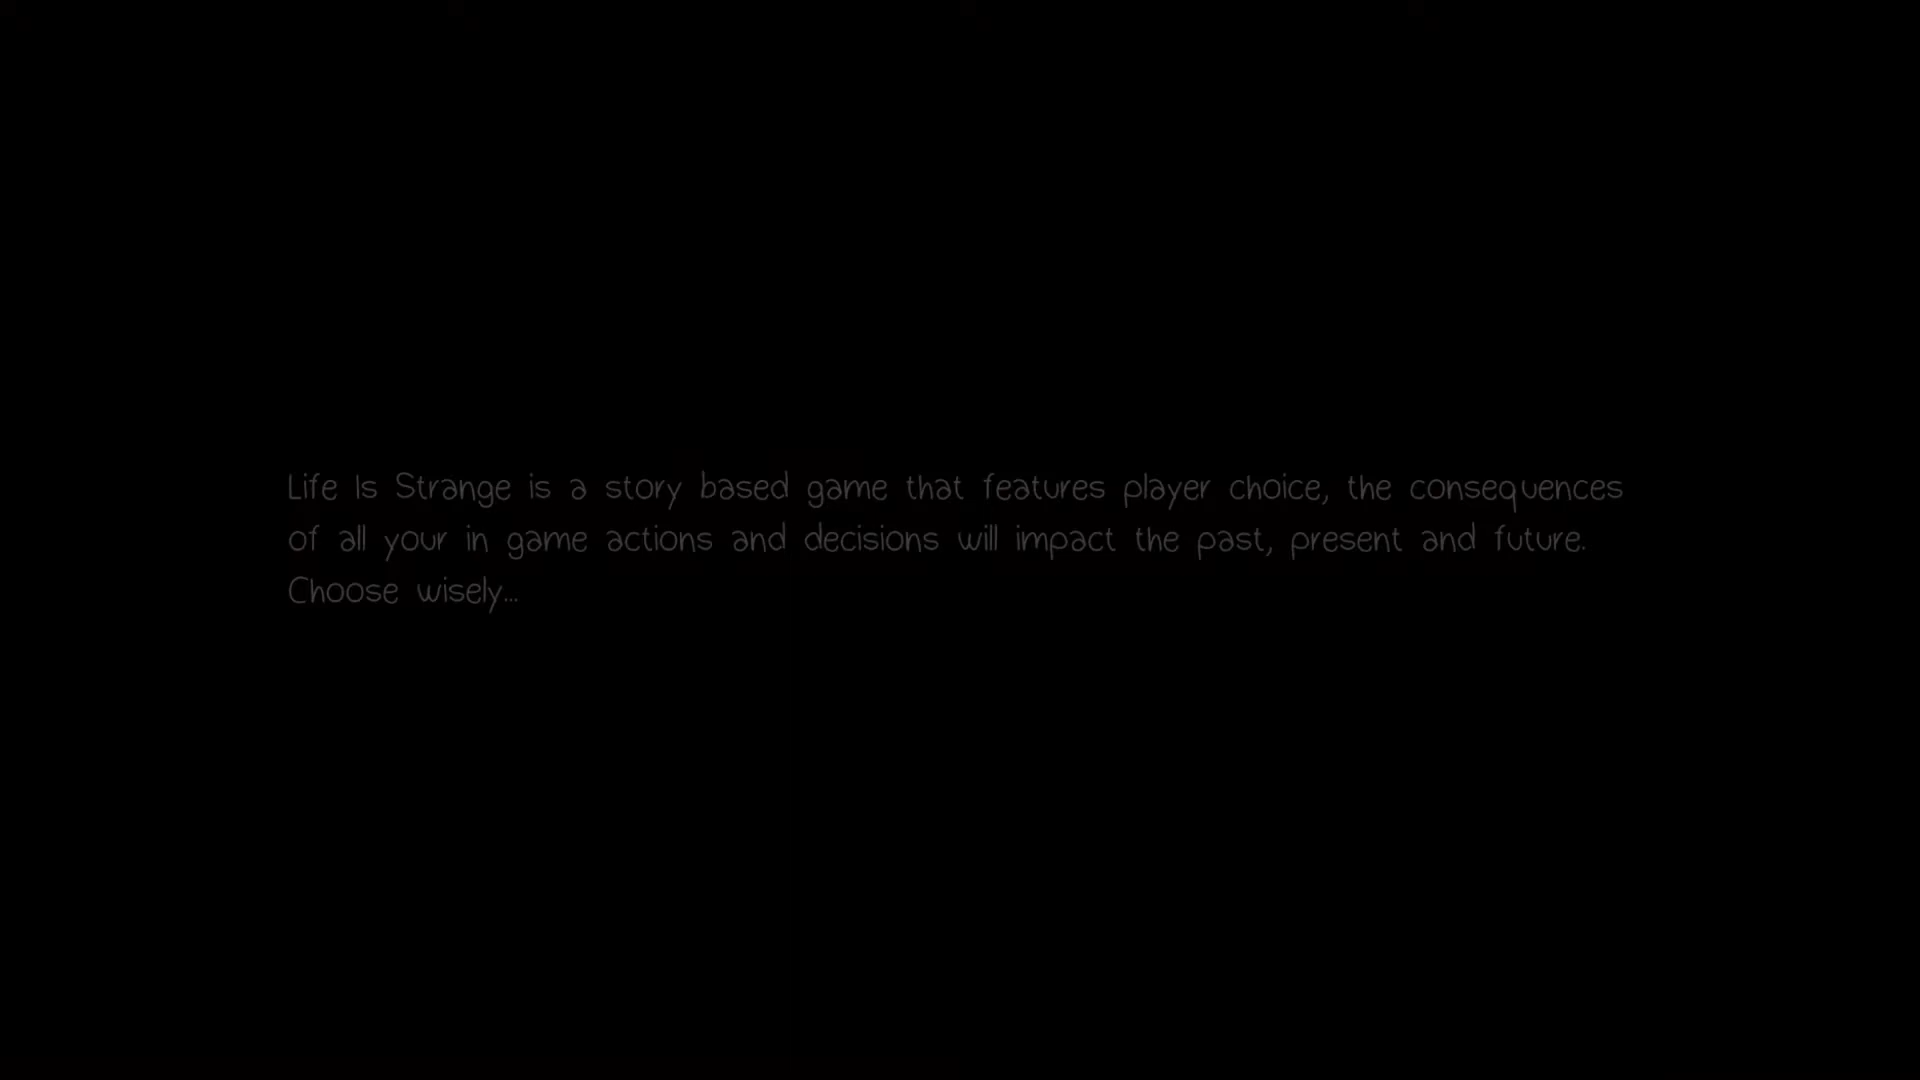 Life Is Strange is a story based game that features player choice, the consequences
of all your in game actions and decisions will impact the past, present and future.
Choose wisely...